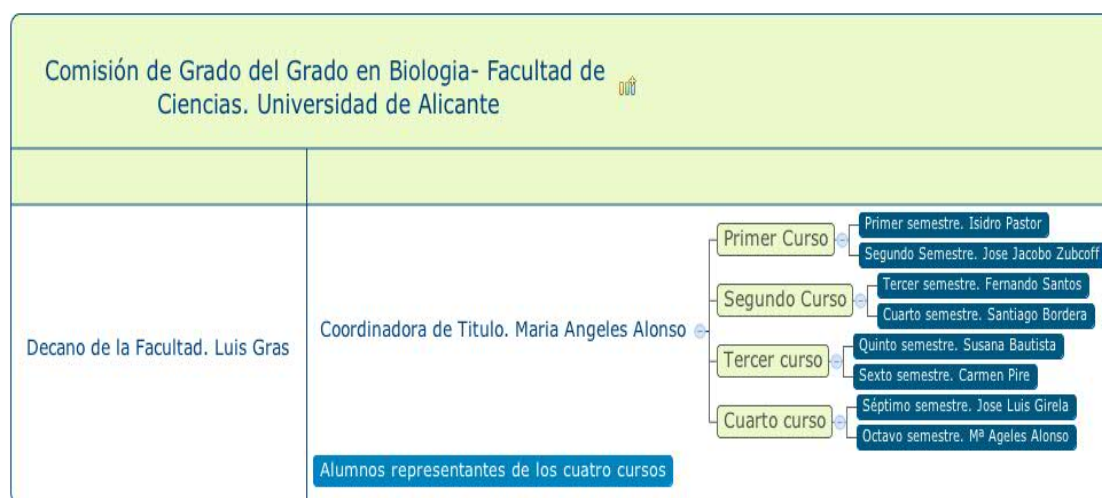 Comisión de Grado del Grado en Biologia- Facultad de
Ciencias. Universidad de Alicante
Decano de la Facultad. Luis Gras
Coordinadora de Titulo. Maria Angeles Alonso
Primer Curso
Primer semestre. Isidro Pastor
Segundo Semestre. Jose Jacobo Zubcoff
Segundo Curso
Tercer semestre. Fernando Santos
Cuarto semestre. Santiago Bordera
Tercer curso
Quinto semestre. Susana Bautista
Sexto semestre. Carmen Pire
Cuarto curso
Séptimo semestre. Jose Luis Girela
Octavo semestre. Mª Ageles Alonso
Alumnos representantes de los cuatro cursos